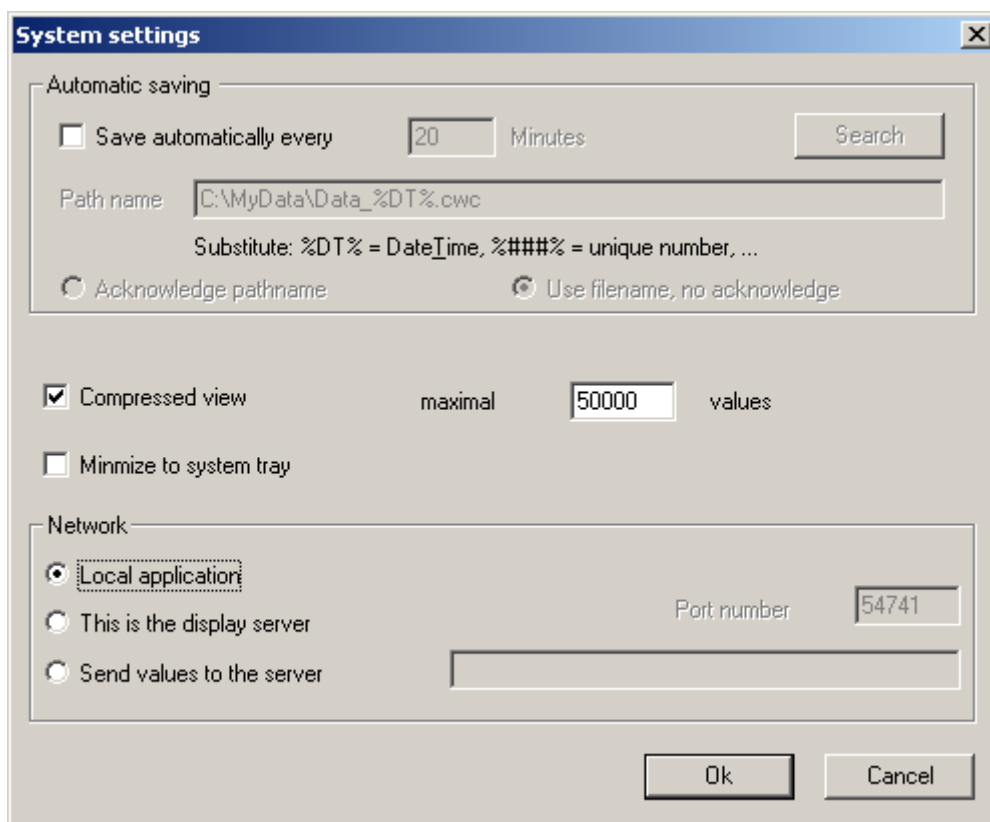 System settings
Automatic saving
Save automatically every 20 Minutes Search
Path name C:\MyData\Data_%DT%.cwc
Substitute: %DT% = DateTime, %###% = unique number, ...
Acknowledge pathname Use filename, no acknowledge
Compressed view maximal 50000 values
Minmize to system tray
Network
Local application
Port number 54741
This is the display server
Send values to the server
Ok Cancel